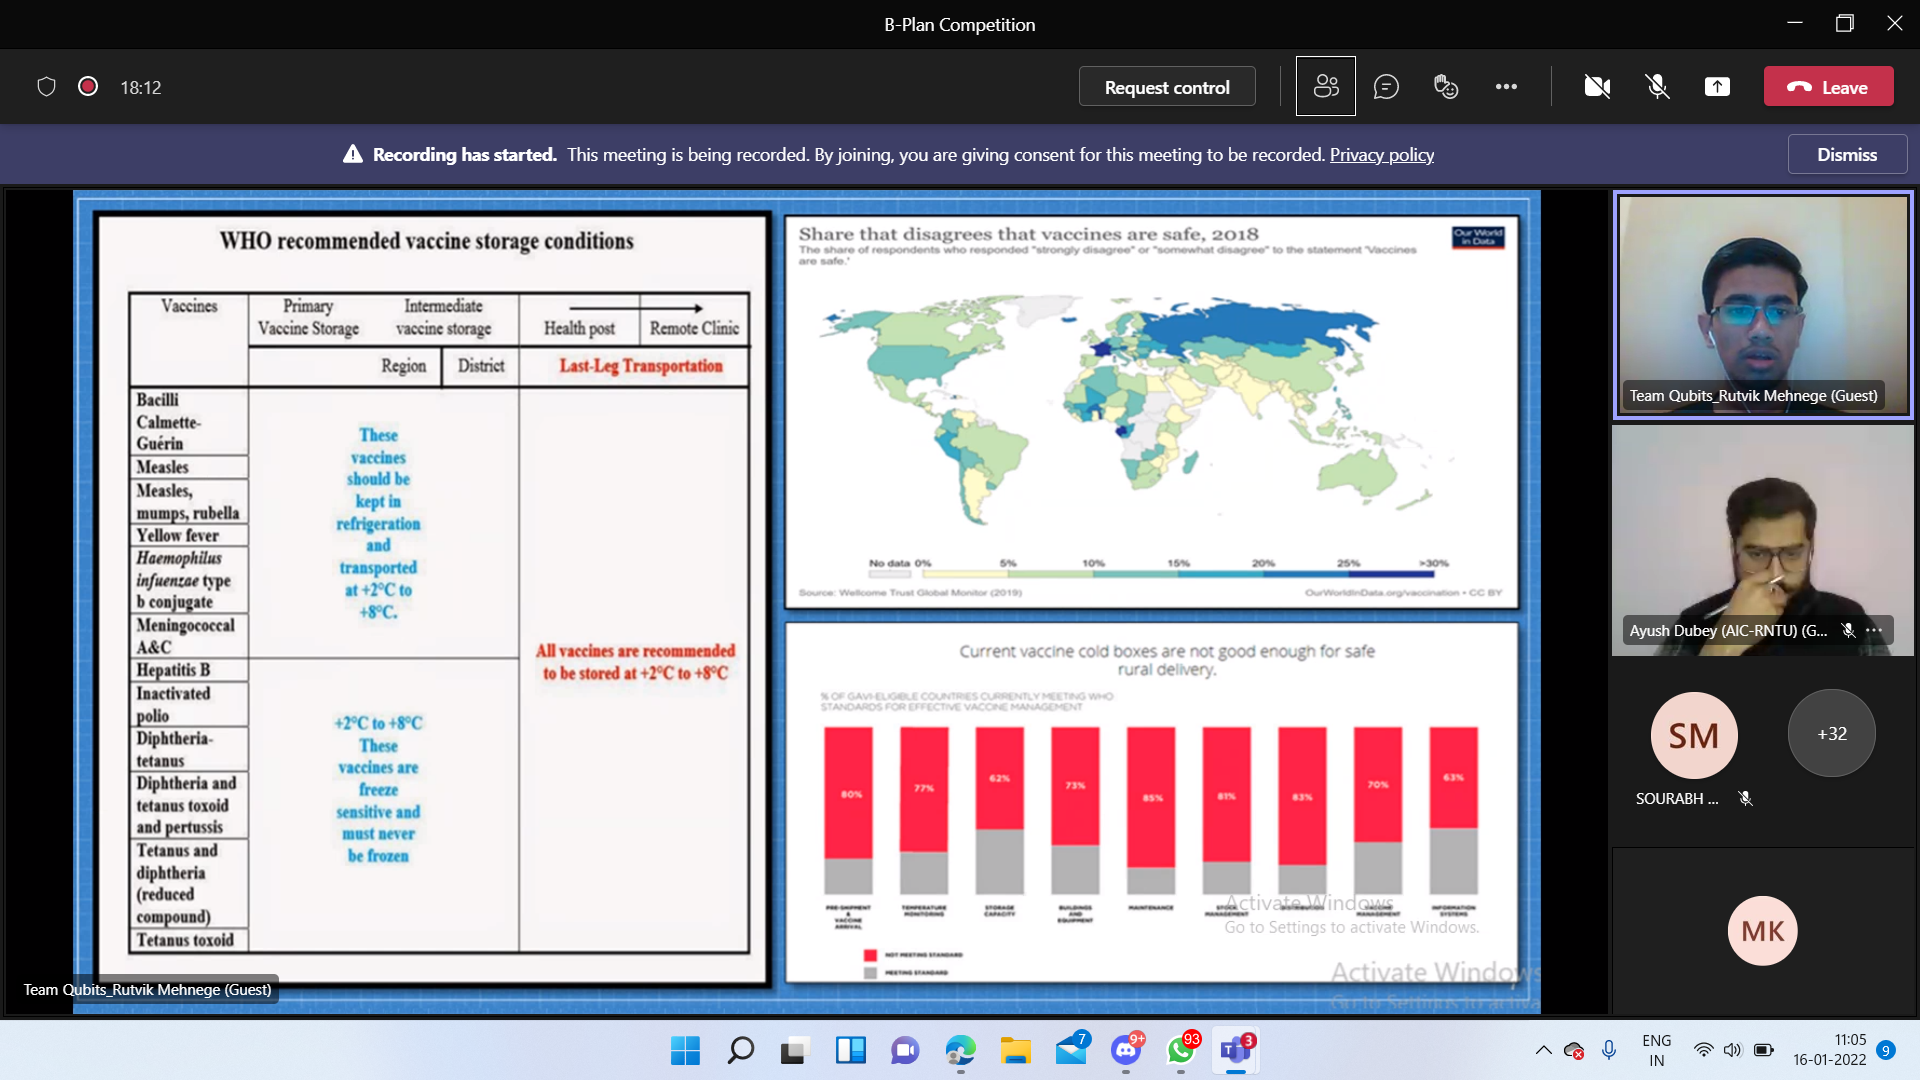 B-Plan Competition
18:12
Request control
Leave
Recording has started. This meeting is being recorded. By joining, you are giving consent for this meeting to be recorded. Privacy policy
Dismiss
WHO recommended vaccine storage conditions
Vaccines
Primary
Vaccine Storage
Intermediate
vaccine storage
Health post
Remote Clinic
Region
District
Last-Leg Transportation
Bacilli
Calmette-
Guérin
Measles
Measles,
mumps, rubella
Yellow fever
Haemophilus
infuenzae type
b conjugate
Meningococcal
A&C
Hepatitis B
Inactivated
polio
Diphtheria-
tetanus
Diphtheria and
tetanus toxoid
and pertussis
Tetanus and
diphtheria
(reduced
compound)
Tetanus toxoid
These
vaccines
should be
kept in
refrigeration
and
transported
at +2°C to
+8°C.
+2°C to +8°C
These
vaccines are
freeze
sensitive and
must never
be frozen
All vaccines are recommended
to be stored at +2°C to +8°C
Share that disagrees that vaccines are safe, 2018
The share of respondents who responded "strongly disagree" or "somewhat disagree" to the statement 'Vaccines
are safe.'
Our World
in Data
No data 0% 5% 10% 15% 20% 25% >30%
Source: Wellcome Trust Global Monitor (2019)
OurWorldInData.org/vaccination • CC BY
Current vaccine cold boxes are not good enough for safe
rural delivery.
% OF GAVI-ELIGIBLE COUNTRIES CURRENTLY MEETING WHO
STANDARDS FOR EFFECTIVE VACCINE MANAGEMENT
80% 77% 62% 73% 85% 81% 83% 70% 63%
PRE-SHIPMENT
&
VACCINE
ARRIVAL
TEMPERATURE
MONITORING
STORAGE
CAPACITY
BUILDINGS
AND
EQUIPMENT
MAINTENANCE
STOCK
MANAGEMENT
DISTRIBUTION
VACCINE
MANAGEMENT
INFORMATION
SYSTEMS
NOT MEETING STANDARD
MEETING STANDARD
Activate Windows
Go to Settings to activate Windows.
Activate Windows
Go to Settings to activa
Team Qubits_Rutvik Mehnege (Guest)
Team Qubits_Rutvik Mehnege (Guest)
Ayush Dubey (AIC-RNTU) (G...
SM
+32
SOURABH ...
MK
7
9+
93
3
ENG
IN
11:05
16-01-2022
9